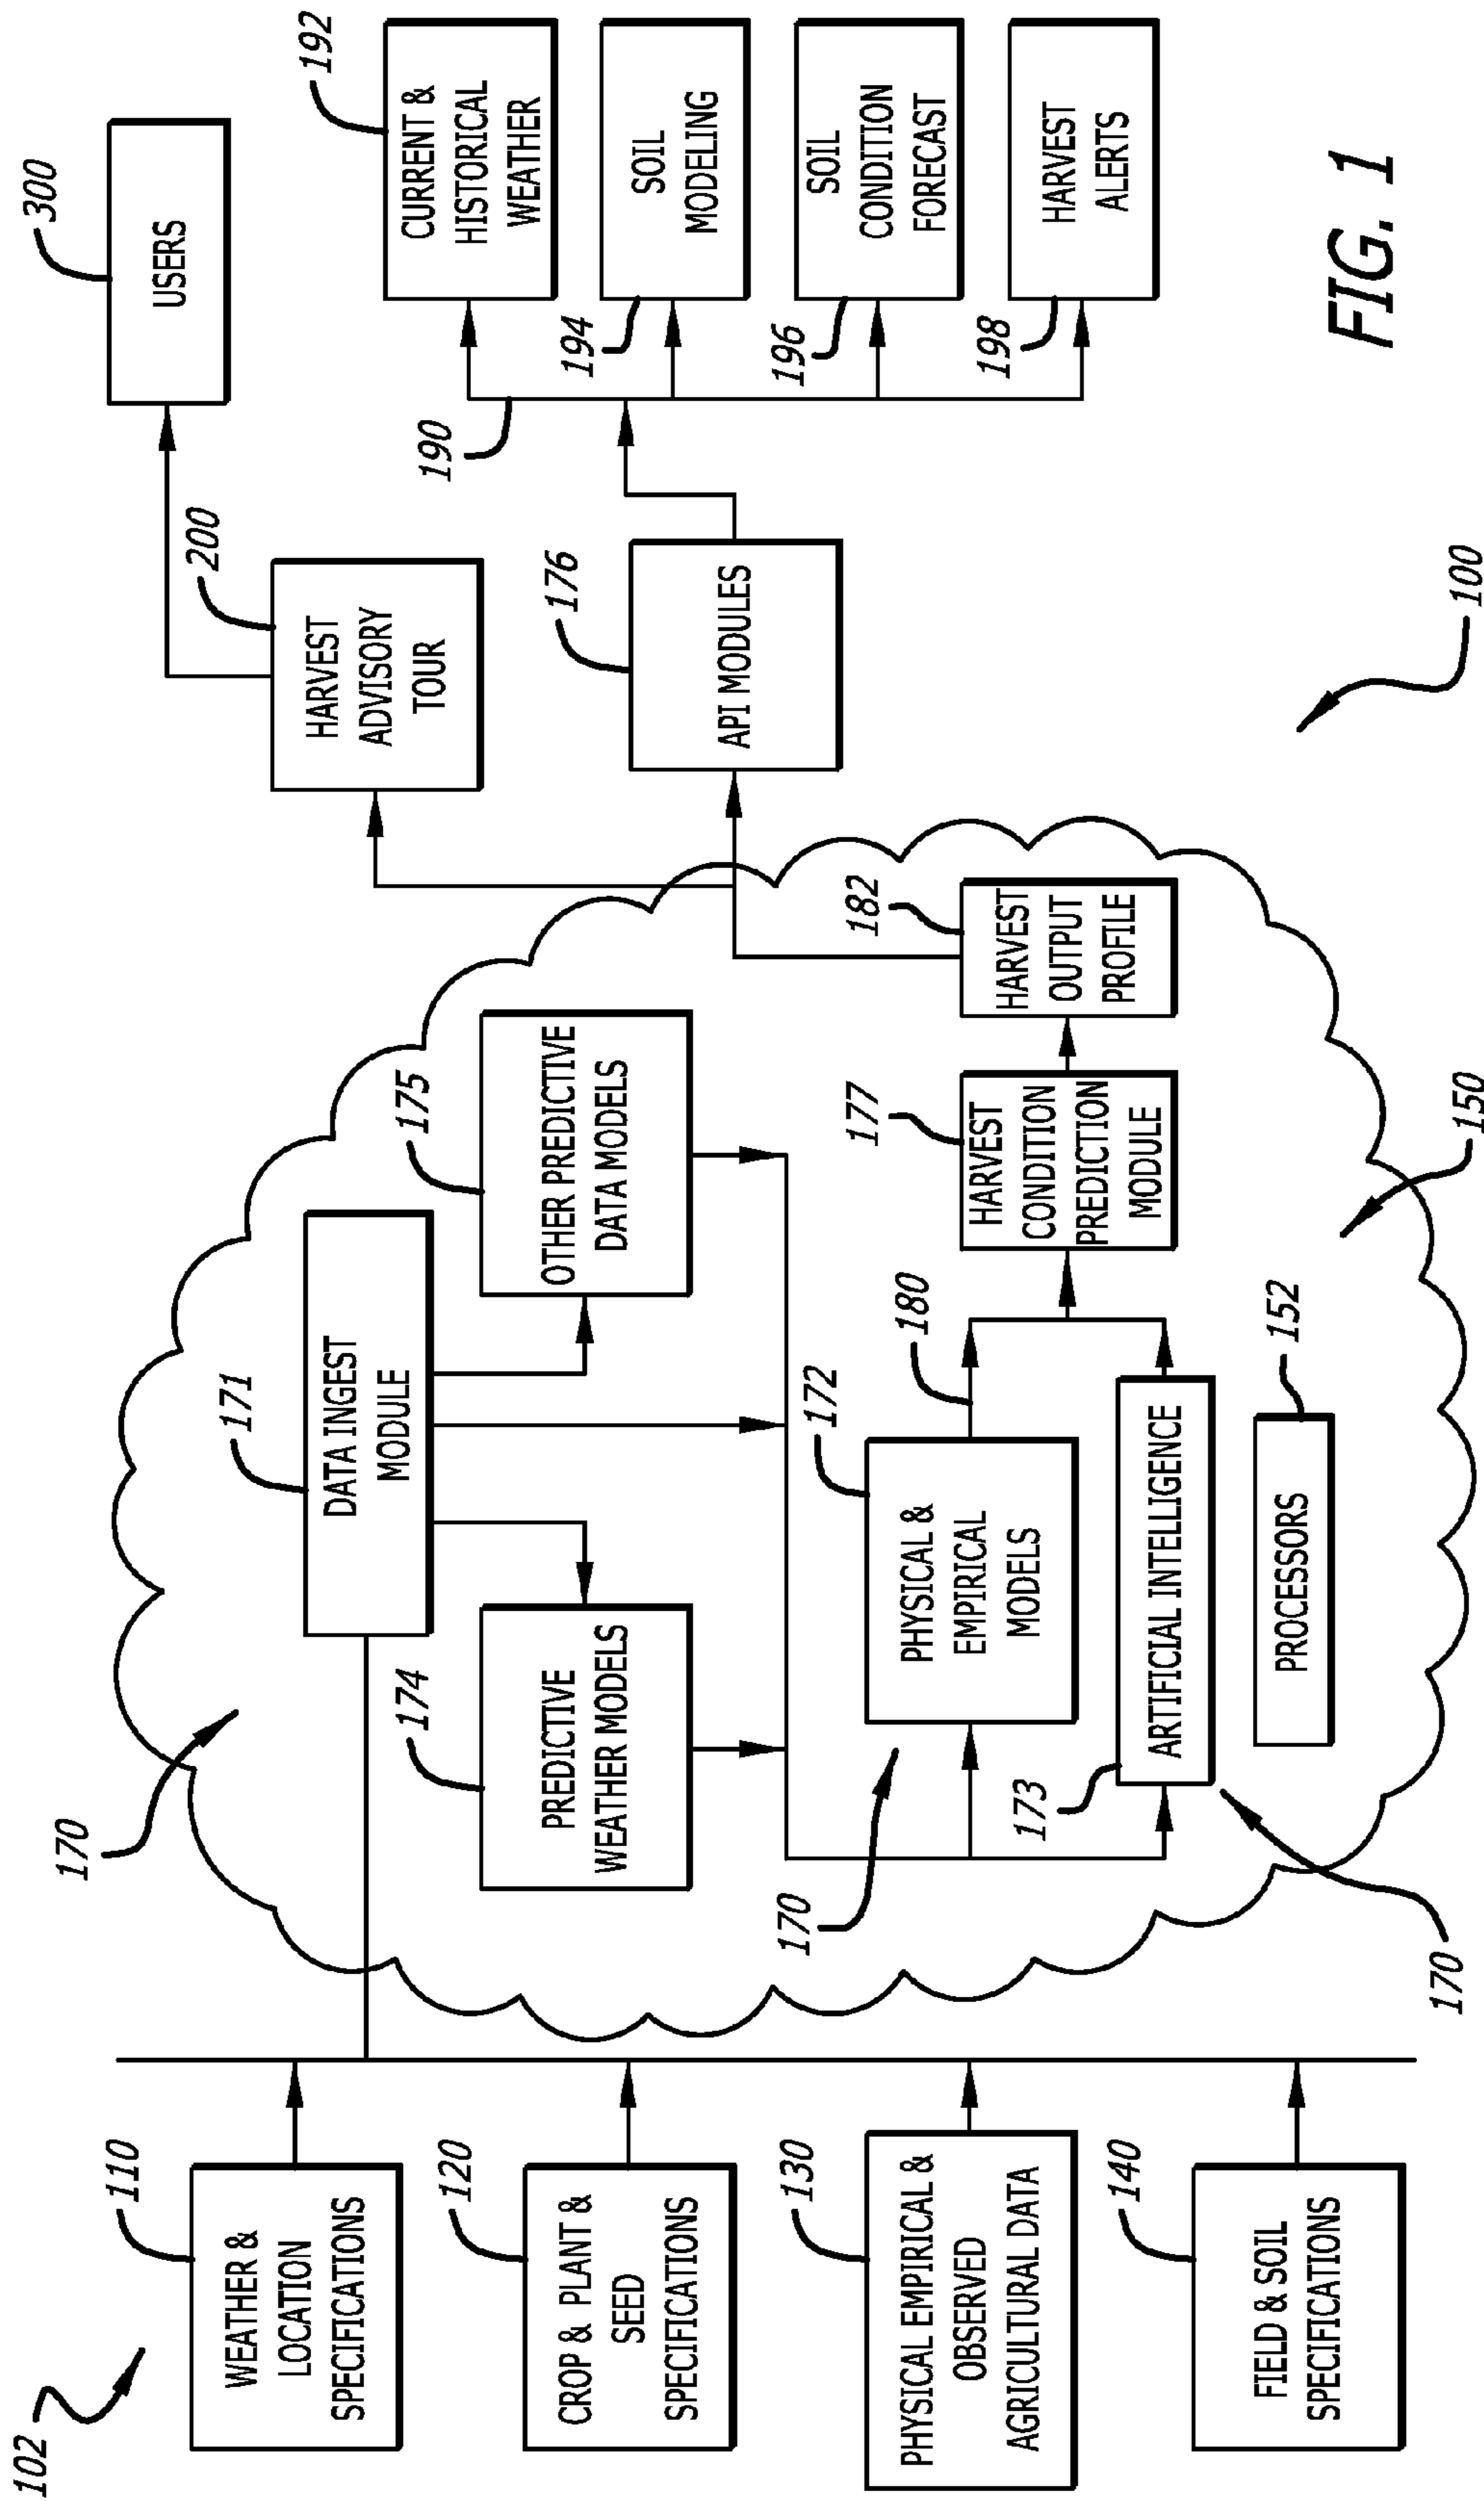 102
110
WEATHER &
LOCATION
SPECIFICATIONS
120
CROP & PLANT &
SEED
SPECIFICATIONS
130
PHYSICAL EMPIRICAL &
OBSERVED
AGRICULTURAL DATA
140
FIELD & SOIL
SPECIFICATIONS
170
171
DATA INGEST
MODULE
174
PREDICTIVE
WEATHER MODELS
175
OTHER PREDICTIVE
DATA MODELS
170
172
PHYSICAL &
EMPIRICAL
MODELS
180
173
ARTIFICIAL INTELLIGENCE
170
152
PROCESSORS
177
HARVEST
CONDITION
PREDICTION
MODULE
182
HARVEST
OUTPUT
PROFILE
150
200
HARVEST
ADVISORY
TOUR
300
USERS
176
API MODULES
190
192
CURRENT &
HISTORICAL
WEATHER
194
SOIL
MODELING
196
SOIL
CONDITION
FORECAST
198
HARVEST
ALERTS
100
FIG. 1